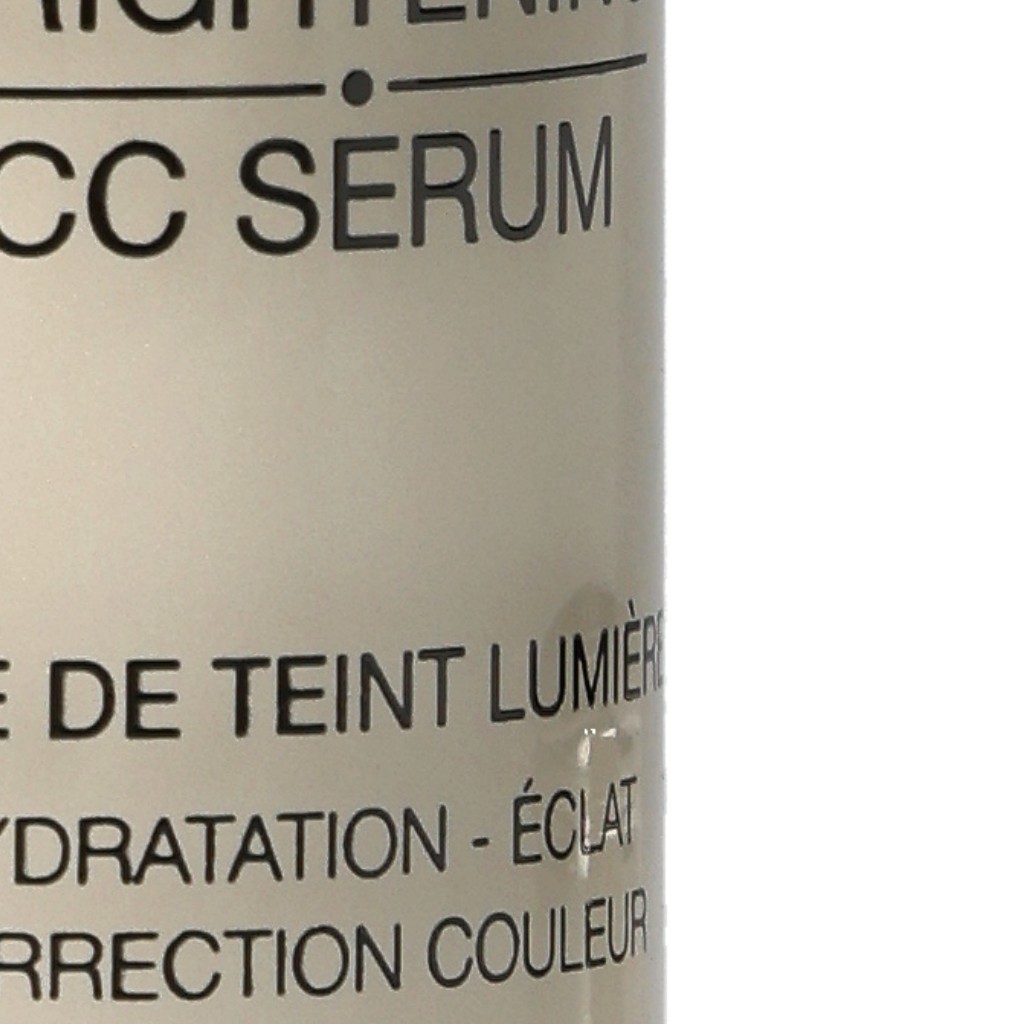 CC SERUM
E DE TEINT LUMIÈRE
YDRATATION - ÉCLAT
RRECTION COULEUR